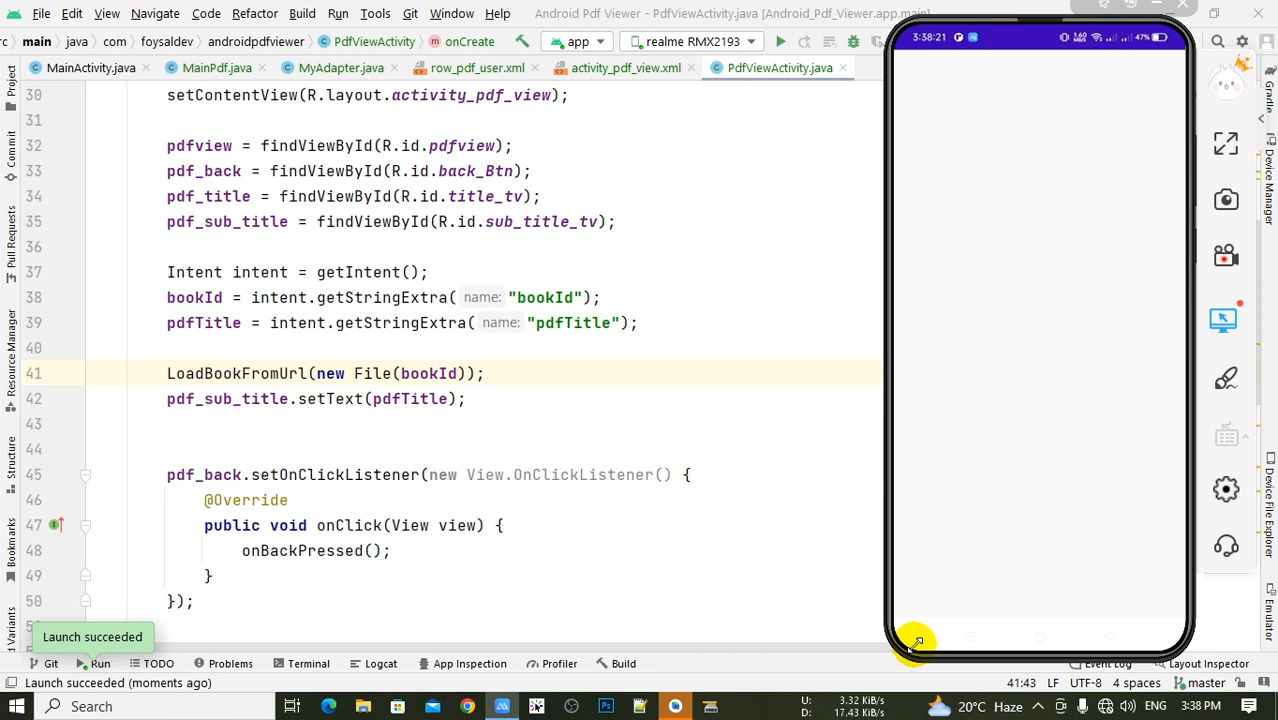 File Edit View Navigate Code Refactor Build Run Tools Git Window Help Android Pdf Viewer - PdfViewActivity.java [Android_Pdf_Viewer.app.main]
rc main java com foysaldev androidpdfviewer PdfViewActivity onCreate app realme RMX2193
MainActivity.java MainPdf.java MyAdapter.java row_pdf_user.xml activity_pdf_view.xml PdfViewActivity.java
30 setContentView(R.layout.activity_pdf_view);
31
32 pdfview = findViewById(R.id.pdfview);
33 pdf_back = findViewById(R.id.back_Btn);
34 pdf_title = findViewById(R.id.title_tv);
35 pdf_sub_title = findViewById(R.id.sub_title_tv);
36
37 Intent intent = getIntent();
38 bookId = intent.getStringExtra( name: "bookId");
39 pdfTitle = intent.getStringExtra( name: "pdfTitle");
40
41 LoadBookFromUrl(new File(bookId));
42 pdf_sub_title.setText(pdfTitle);
43
44
45 pdf_back.setOnClickListener(new View.OnClickListener() {
46 @Override
47 public void onClick(View view) {
48 onBackPressed();
49 }
50 });
Project
Commit
Pull Requests
Resource Manager
Structure
Bookmarks
Variants
3:38:21 47%
Gradle
Device Manager
Device File Explorer
Emulator
Launch succeeded
Git Run TODO Problems Terminal Logcat App Inspection Profiler Build Event Log Layout Inspector
Launch succeeded (moments ago) 41:43 LF UTF-8 4 spaces master
Search U: 3.32 KiB/s
D: 17.43 KiB/s 20°C Haze ENG 3:38 PM